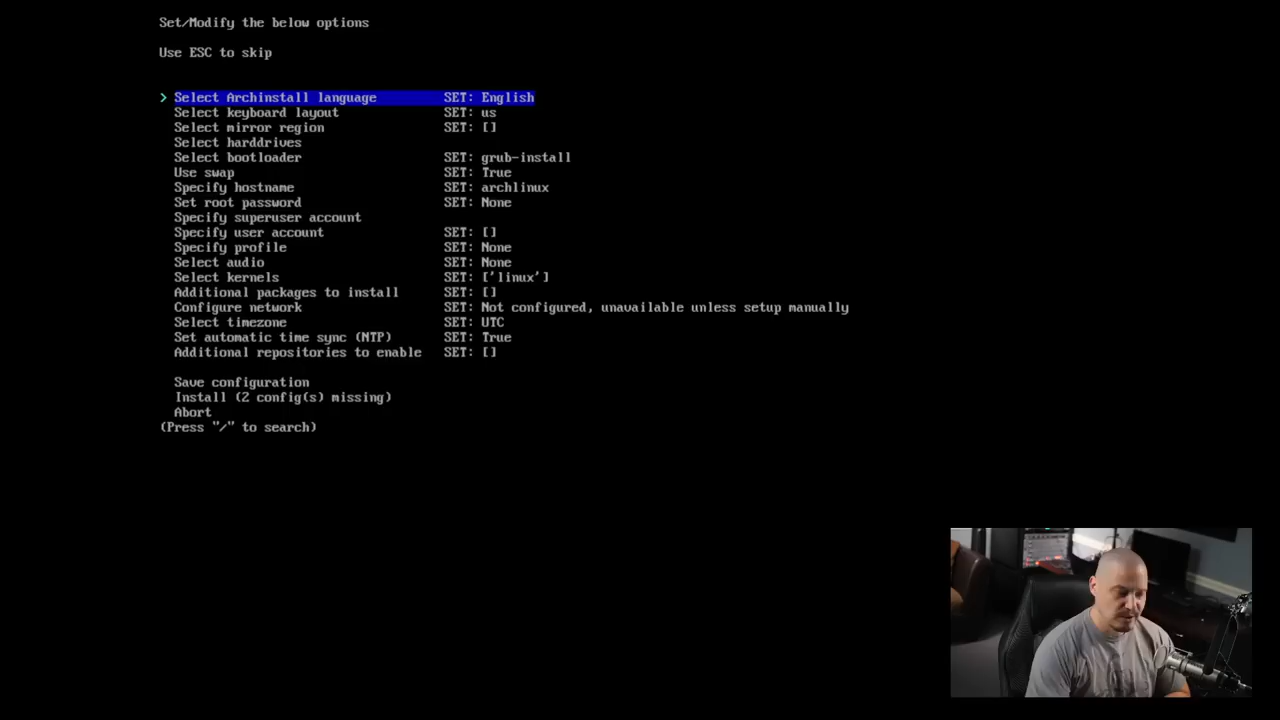 Set/Modify the below options
Use ESC to skip
> Select Archinstall language SET: English
Select keyboard layout SET: us
Select mirror region SET: []
Select harddrives
Select bootloader SET: grub-install
Use swap SET: True
Specify hostname SET: archlinux
Set root password SET: None
Specify superuser account
Specify user account SET: []
Specify profile SET: None
Select audio SET: None
Select kernels SET: ['linux']
Additional packages to install SET: []
Configure network SET: Not configured, unavailable unless setup manually
Select timezone SET: UTC
Set automatic time sync (NTP) SET: True
Additional repositories to enable SET: []
Save configuration
Install (2 config(s) missing)
Abort
(Press "/" to search)